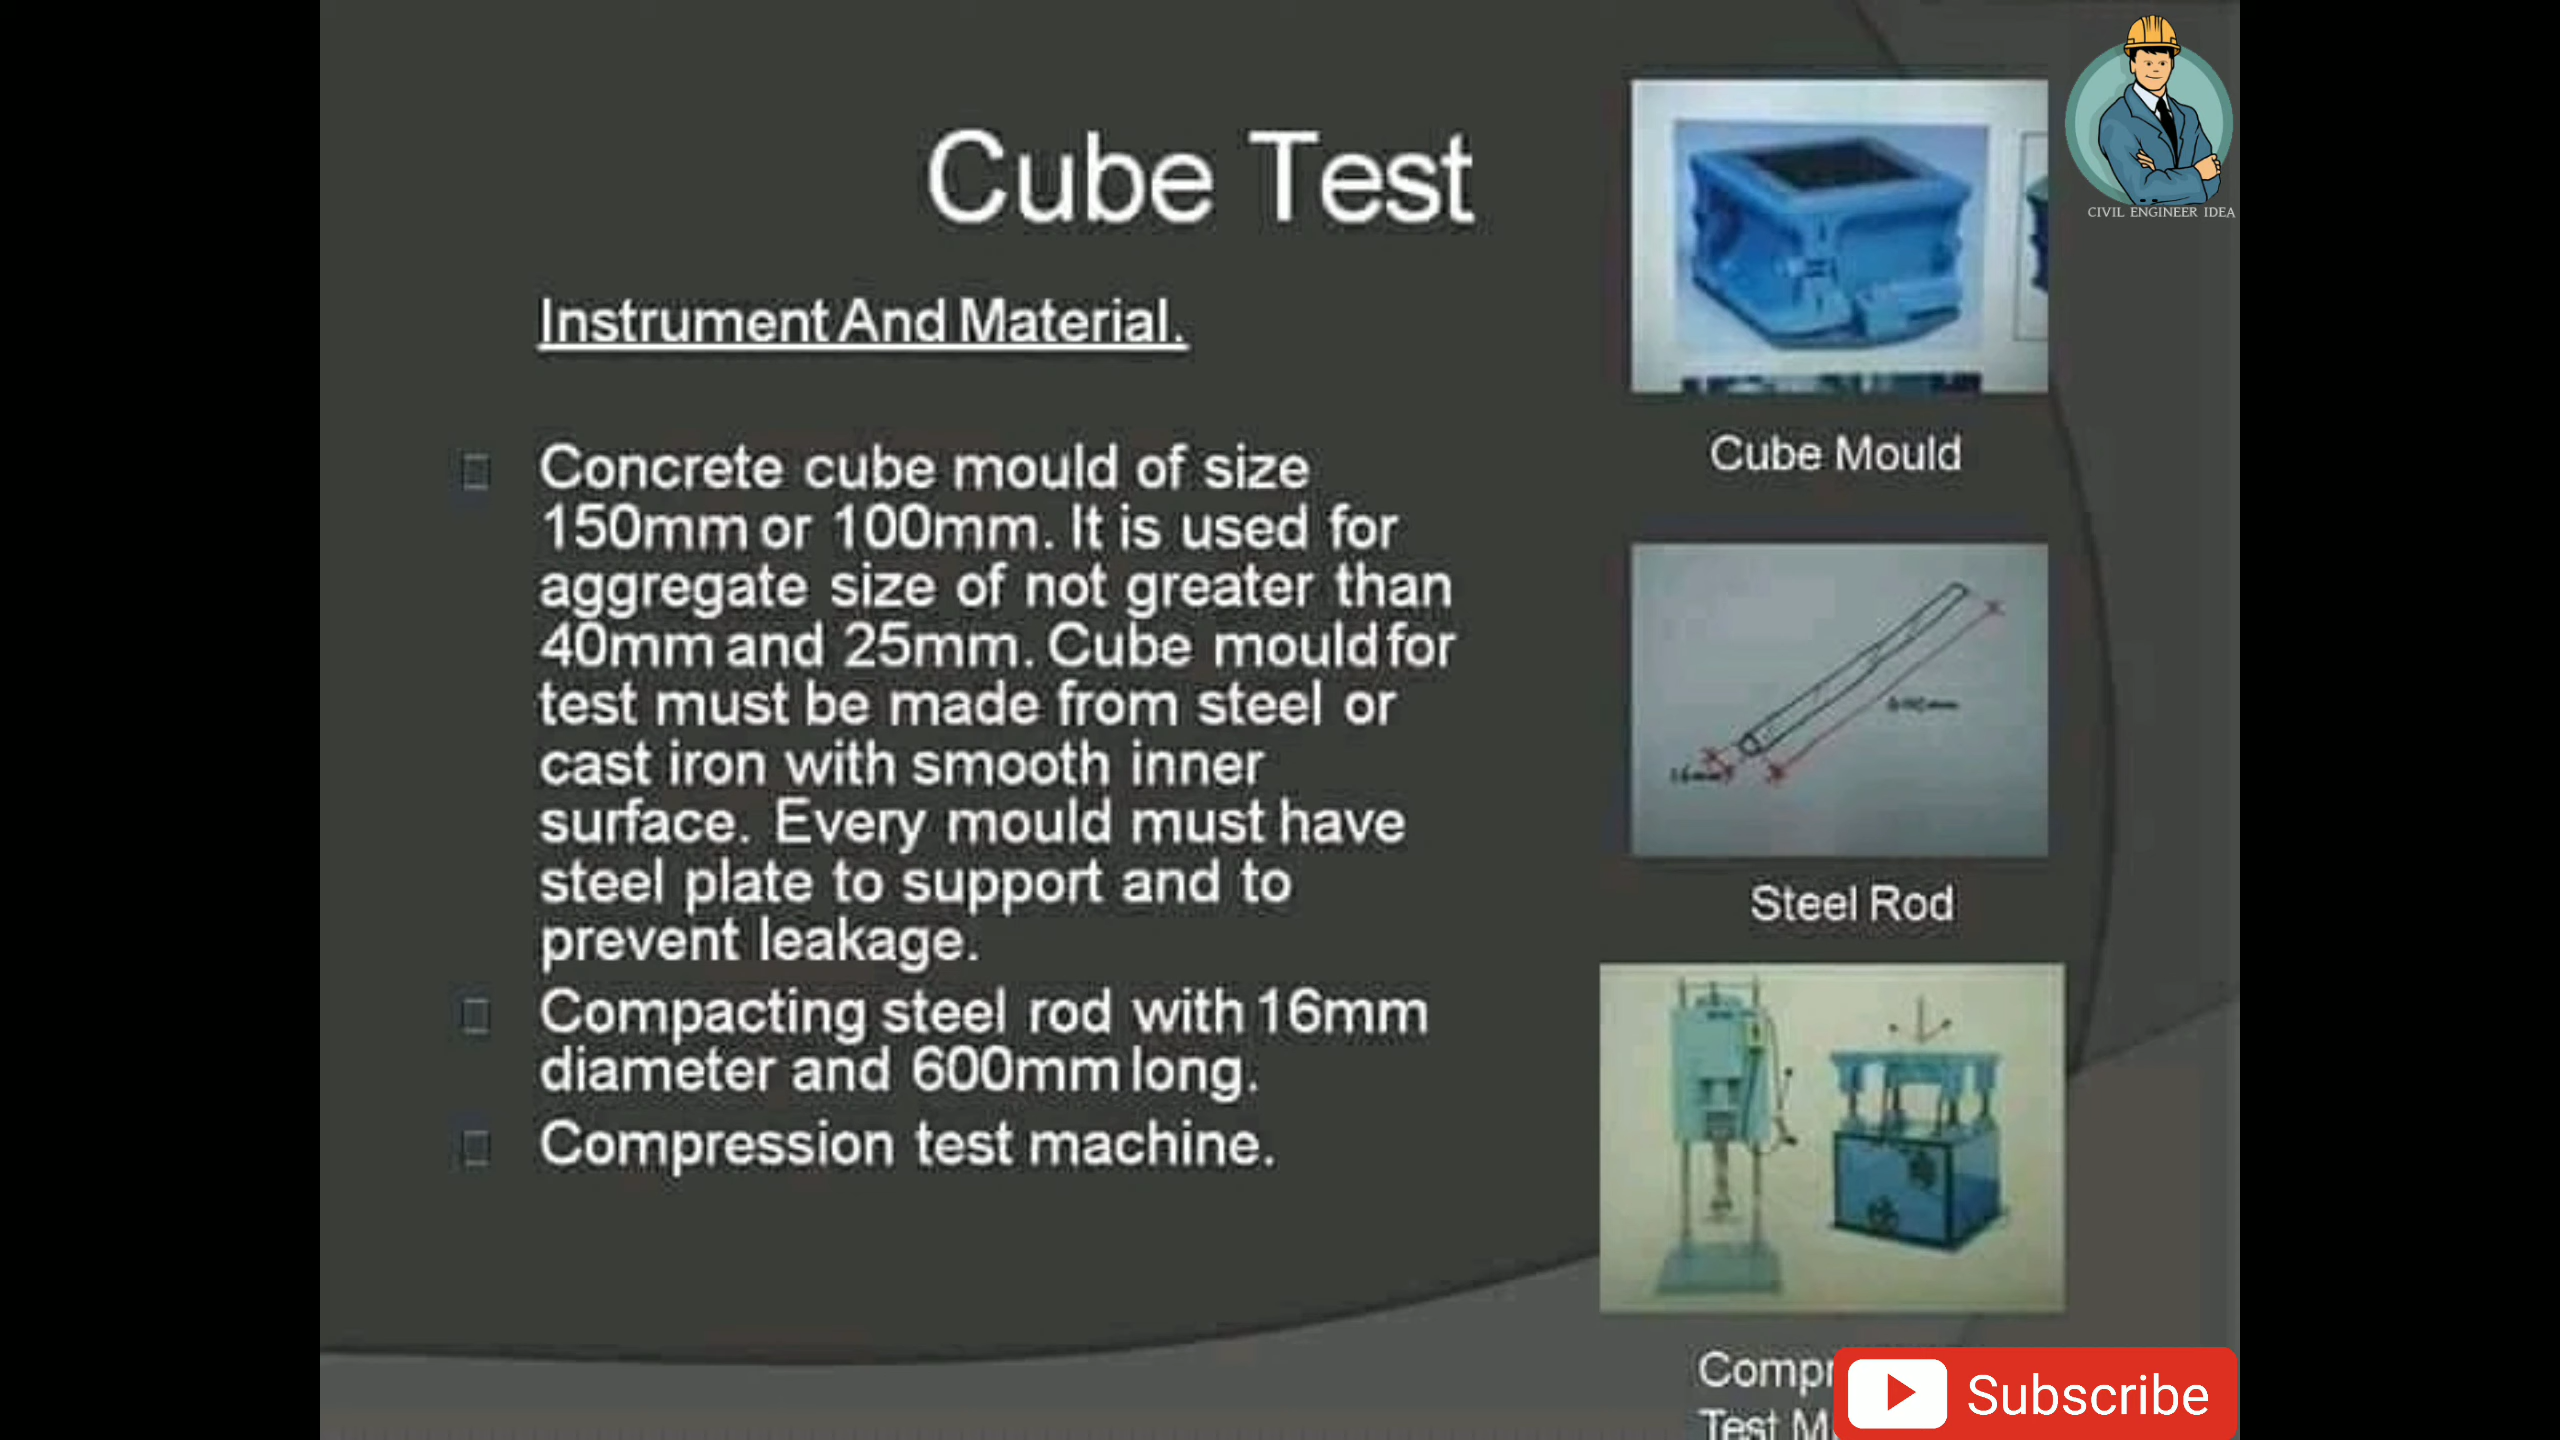 Cube Test
Instrument And Material.
Concrete cube mould of size
150mm or 100mm. It is used for
aggregate size of not greater than
40mm and 25mm. Cube mould for
test must be made from steel or
cast iron with smooth inner
surface. Every mould must have
steel plate to support and to
prevent leakage.
Compacting steel rod with 16mm
diameter and 600mm long.
Compression test machine.
CIVIL ENGINEER IDEA
Cube Mould
Steel Rod
Test
Subscribe